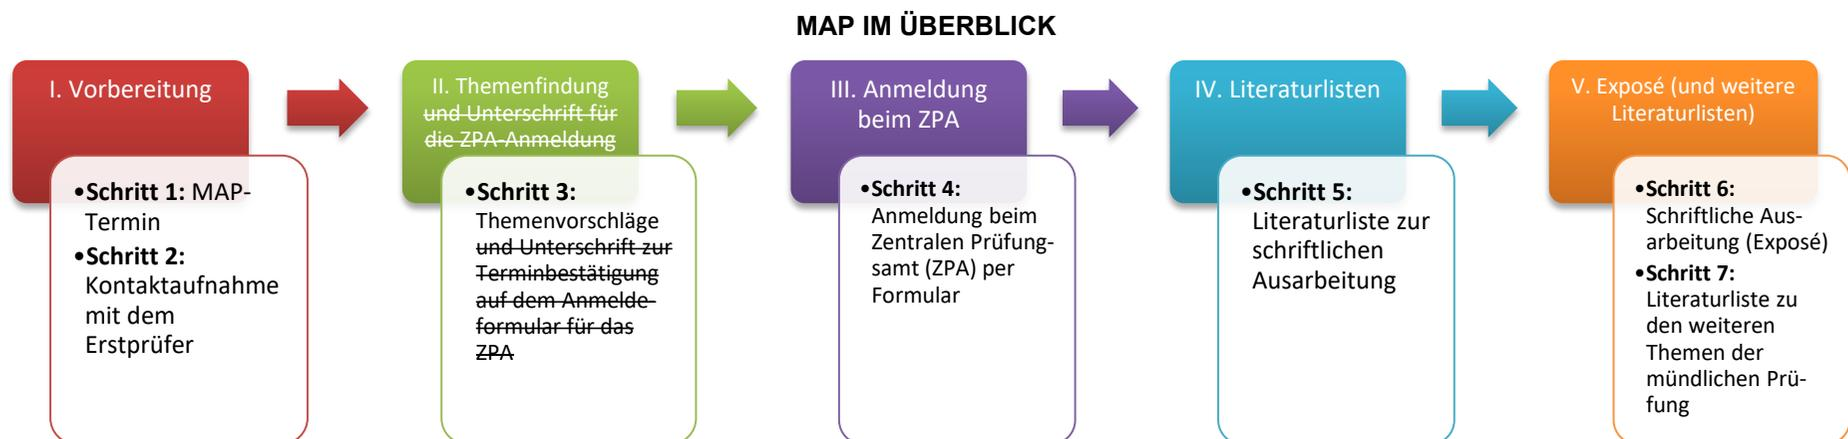 MAP IM ÜBERBLICK
I. Vorbereitung
•Schritt 1: MAP-
Termin
•Schritt 2:
Kontaktaufnahme
mit dem
Erstprüfer
II. Themenfindung
und Unterschrift für
die ZPA-Anmeldung
•Schritt 3:
Themenvorschläge
und Unterschrift zur
Terminbestätigung
auf dem Anmelde-
formular für das
ZPA
III. Anmeldung
beim ZPA
•Schritt 4:
Anmeldung beim
Zentralen Prüfung-
samt (ZPA) per
Formular
IV. Literaturlisten
•Schritt 5:
Literaturliste zur
schriftlichen
Ausarbeitung
V. Exposé (und weitere
Literaturlisten)
•Schritt 6:
Schriftliche Aus-
arbeitung (Exposé)
•Schritt 7:
Literaturliste zu
den weiteren
Themen der
mündlichen Prü-
fung